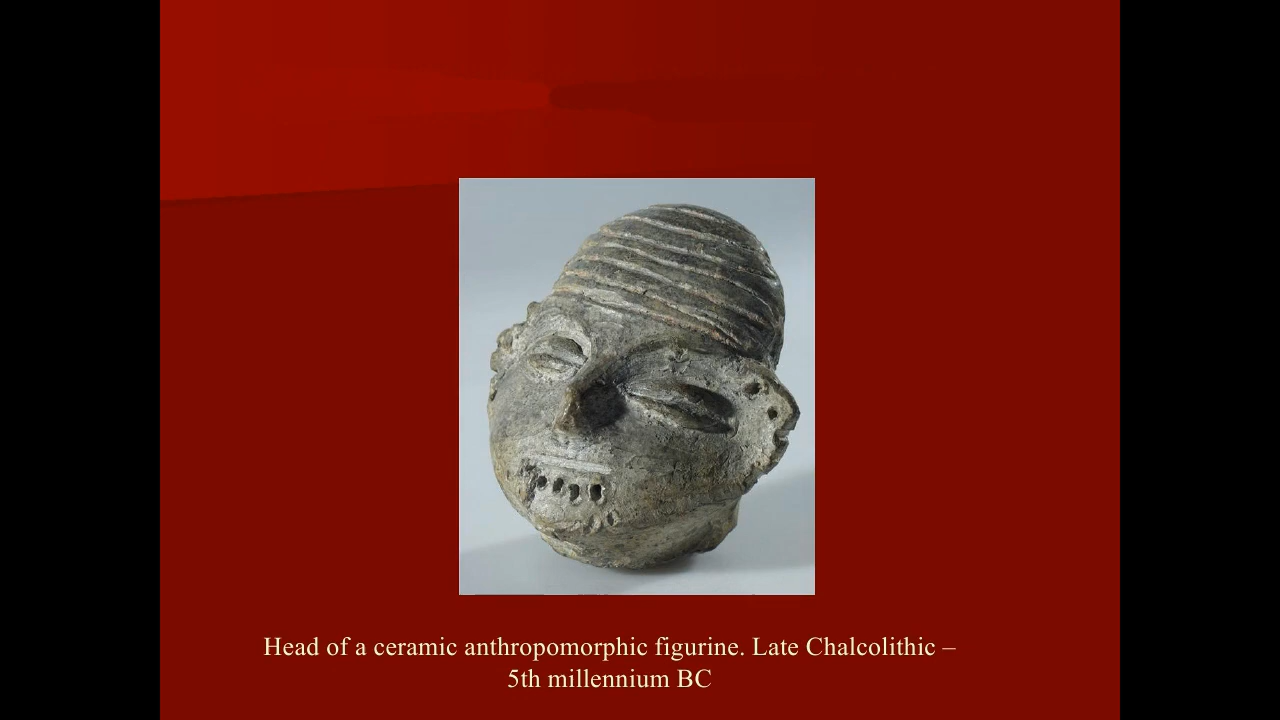 Head of a ceramic anthropomorphic figurine. Late Chalcolithic –
5th millennium BC